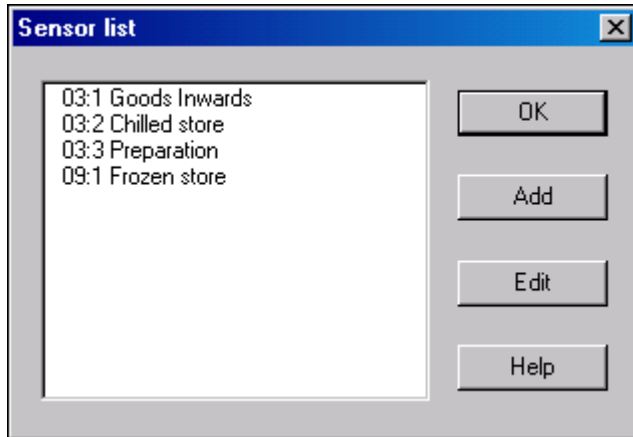 Sensor list
03:1 Goods Inwards
03:2 Chilled store
03:3 Preparation
09:1 Frozen store
OK
Add
Edit
Help